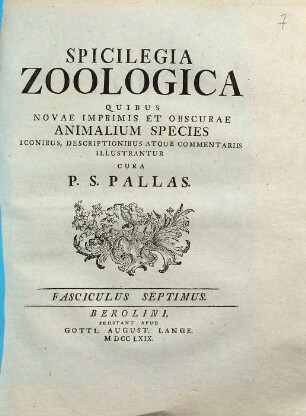 7
SPICILEGIA
ZOOLOGICA
QUIBUS
NOVAE IMPRIMIS ET OBSCURAE
ANIMALIUM SPECIES
ICONIBUS, DESCRIPTIONIBUS ATQUE COMMENTARIIS
ILLUSTRANTUR
CURA
P. S. PALLAS.
FASCICULUS SEPTIMUS.
BEROLINI,
PROSTANT APUD
GOTTL. AUGUST. LANGE.
MDCCLXIX.